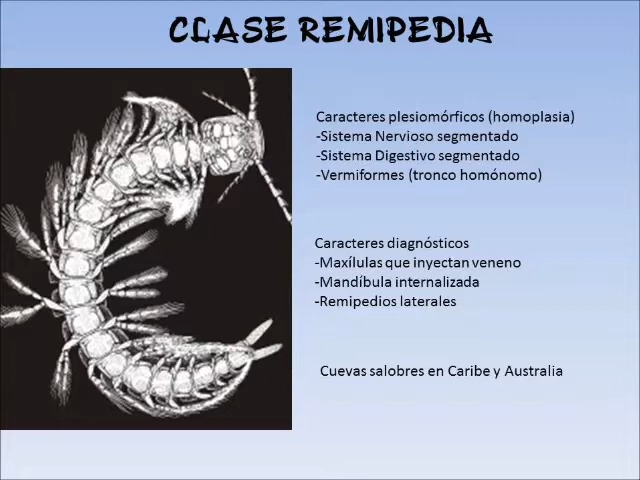 CLASE REMIPEDIA
Caracteres plesiomórficos (homoplasia)
-Sistema Nervioso segmentado
-Sistema Digestivo segmentado
-Vermiformes (tronco homónomo)
Caracteres diagnósticos
-Maxílulas que inyectan veneno
-Mandíbula internalizada
-Remipedios laterales
Cuevas salobres en Caribe y Australia